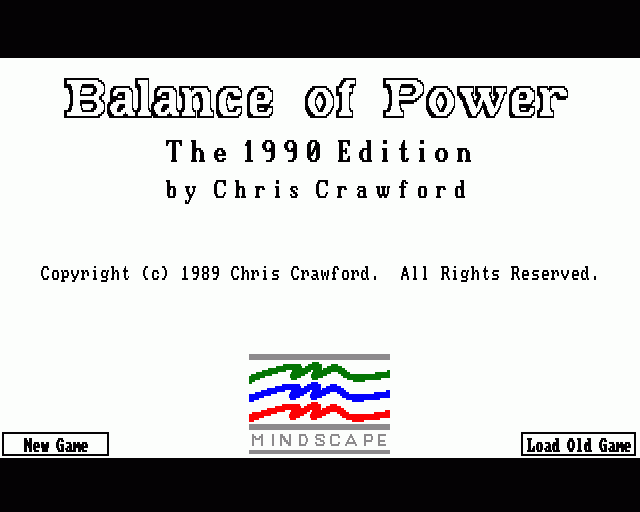 Balance of Power
The 1990 Edition
by Chris Crawford
Copyright (c) 1989 Chris Crawford. All Rights Reserved.
MINDSCAPE
New Game
Load Old Game